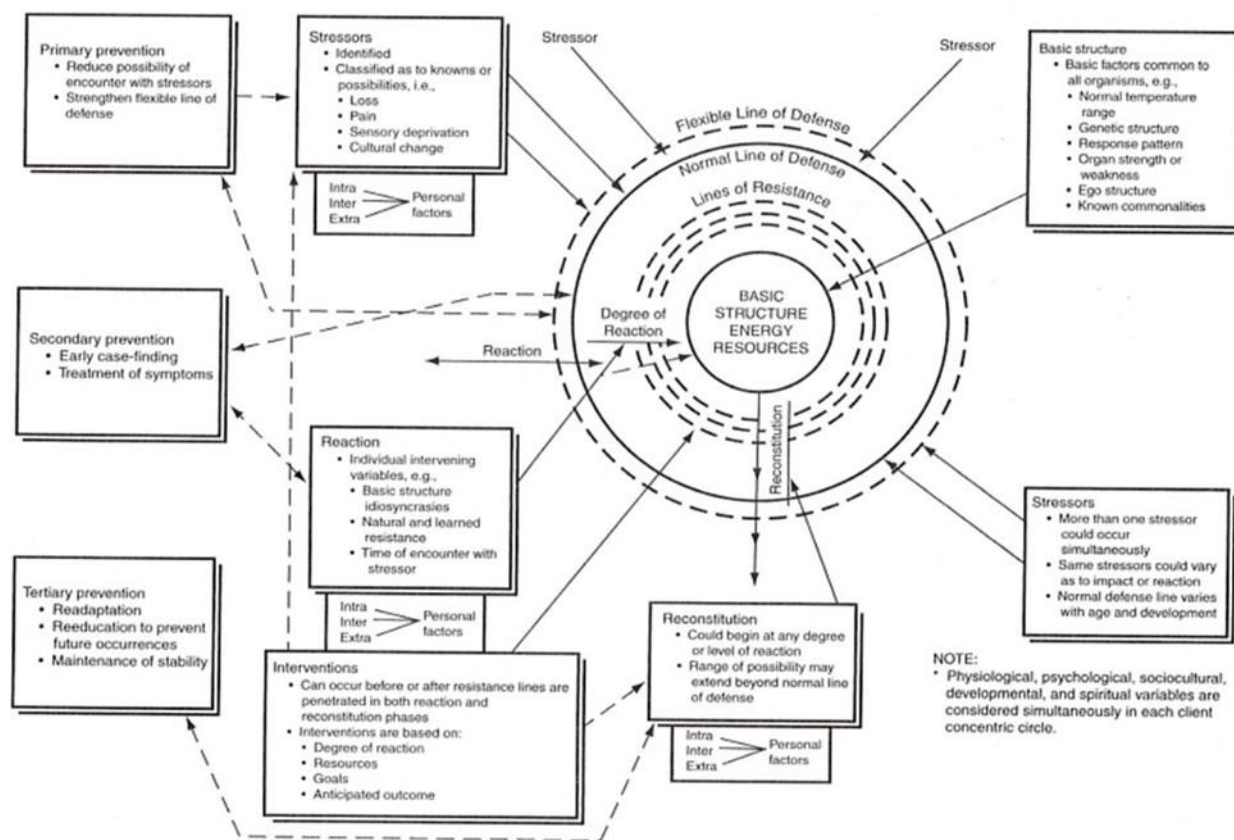 Primary prevention
• Reduce possibility of
encounter with stressors
• Strengthen flexible line of
defense
Stressors
• Identified
• Classified as to knowns or
possibilities, i.e.,
• Loss
• Pain
• Sensory deprivation
• Cultural change
Intra
Inter
Extra
Personal
factors
Stressor
Stressor
Basic structure
• Basic factors common to
all organisms, e.g.,
• Normal temperature
range
• Genetic structure
• Response pattern
• Organ strength or
weakness
• Ego structure
• Known commonalities
Flexible Line of Defense
Normal Line of Defense
Lines of Resistance
BASIC
STRUCTURE
ENERGY
RESOURCES
Degree of
Reaction
Reaction
Reconstitution
Secondary prevention
• Early case-finding
• Treatment of symptoms
Reaction
• Individual intervening
variables, e.g.,
• Basic structure
idiosyncrasies
• Natural and learned
resistance
• Time of encounter with
stressor
Intra
Inter
Extra
Personal
factors
Stressors
• More than one stressor
could occur
simultaneously
• Same stressors could vary
as to impact or reaction
• Normal defense line varies
with age and development
Tertiary prevention
• Readaptation
• Reeducation to prevent
future occurrences
• Maintenance of stability
Interventions
• Can occur before or after resistance lines are
penetrated in both reaction and
reconstitution phases
• Interventions are based on:
• Degree of reaction
• Resources
• Goals
• Anticipated outcome
Reconstitution
• Could begin at any degree
or level of reaction
• Range of possibility may
extend beyond normal line
of defense
Intra
Inter
Extra
Personal
factors
NOTE:
* Physiological, psychological, sociocultural,
developmental, and spiritual variables are
considered simultaneously in each client
concentric circle.